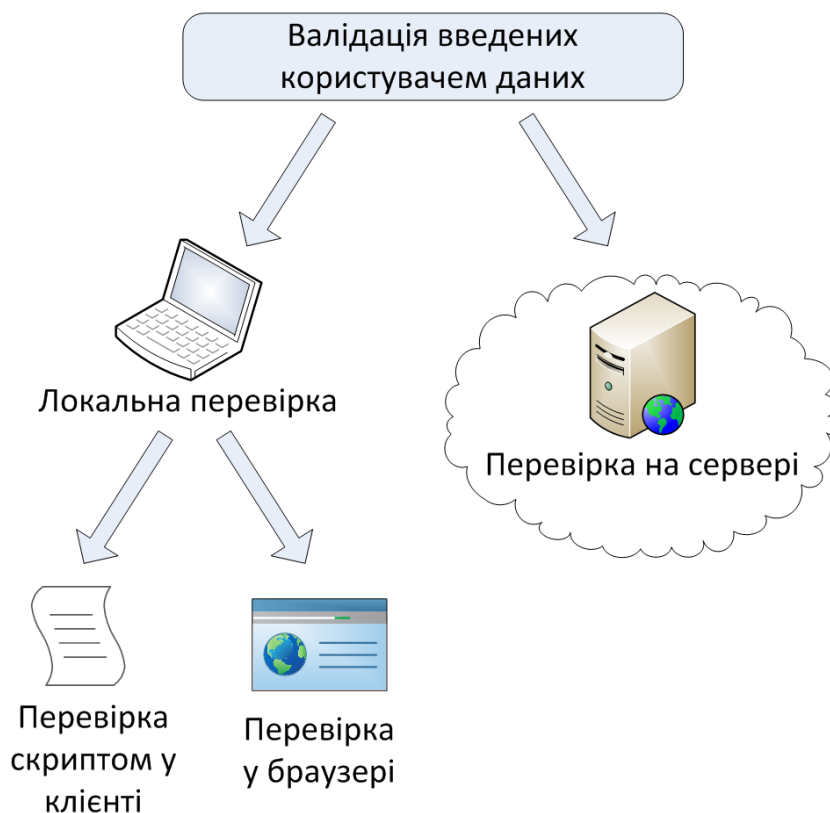 Валідація введених
користувачем даних
Локальна перевірка
Перевірка на сервері
Перевірка
скриптом у
клієнті
Перевірка
у браузері